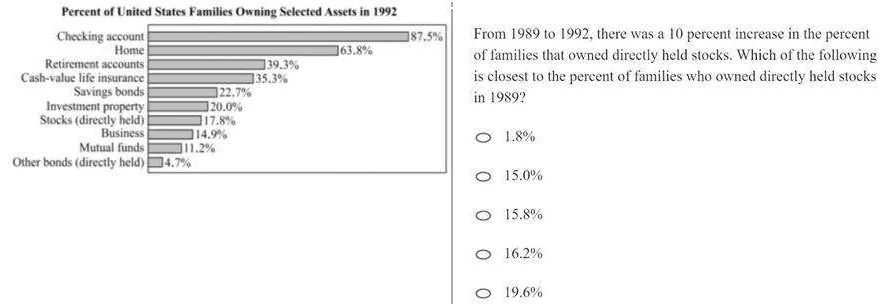 Percent of United States Families Owning Selected Assets in 1992
Checking account 87.5%
Home 63.8%
Retirement accounts 39.3%
Cash-value life insurance 35.3%
Savings bonds 22.7%
Investment property 20.0%
Stocks (directly held) 17.8%
Business 14.9%
Mutual funds 11.2%
Other bonds (directly held) 4.7%
From 1989 to 1992, there was a 10 percent increase in the percent
of families that owned directly held stocks. Which of the following
is closest to the percent of families who owned directly held stocks
in 1989?
1.8%
15.0%
15.8%
16.2%
19.6%